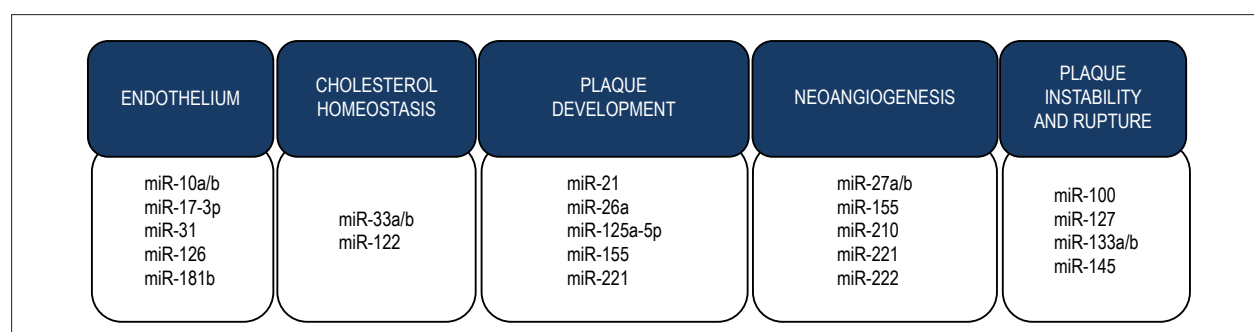 ENDOTHELIUM
miR-10a/b
miR-17-3p
miR-31
miR-126
miR-181b
CHOLESTEROL
HOMEOSTASIS
miR-33a/b
miR-122
PLAQUE
DEVELOPMENT
miR-21
miR-26a
miR-125a-5p
miR-155
miR-221
NEOANGIOGENESIS
miR-27a/b
miR-155
miR-210
miR-221
miR-222
PLAQUE
INSTABILITY
AND RUPTURE
miR-100
miR-127
miR-133a/b
miR-145